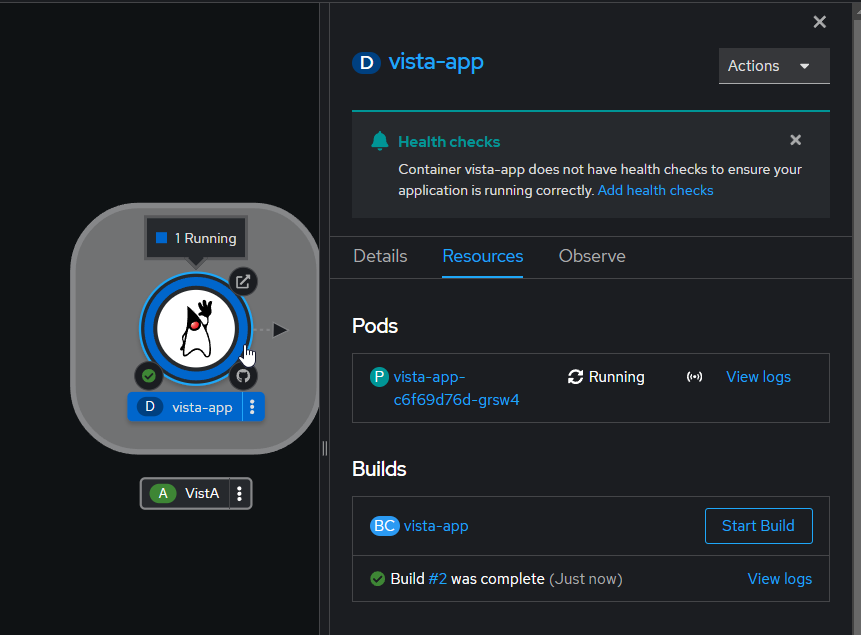 1 Running
D vista-app
A VistA
D vista-app
Actions
Health checks
Container vista-app does not have health checks to ensure your
application is running correctly. Add health checks
Details Resources Observe
Pods
P vista-app- Running View logs
c6f69d76d-grsw4
Builds
BC vista-app Start Build
Build #2 was complete (Just now) View logs